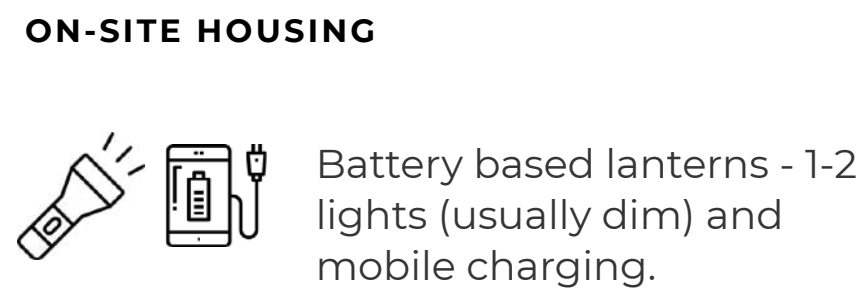 ON-SITE HOUSING
Battery based lanterns - 1-2
lights (usually dim) and
mobile charging.